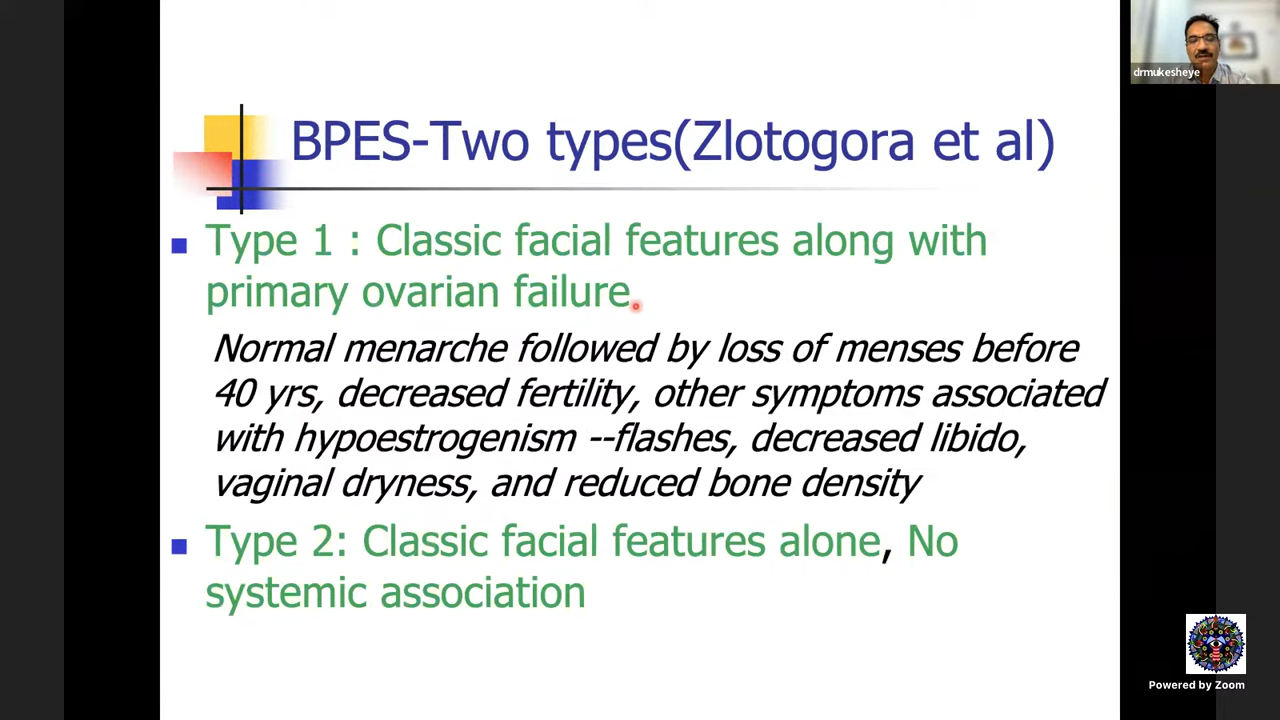 drmukesheye
BPES-Two types(Zlotogora et al)
Type 1 : Classic facial features along with
primary ovarian failure.
Normal menarche followed by loss of menses before
40 yrs, decreased fertility, other symptoms associated
with hypoestrogenism --flashes, decreased libido,
vaginal dryness, and reduced bone density
Type 2: Classic facial features alone, No
systemic association
Powered by Zoom